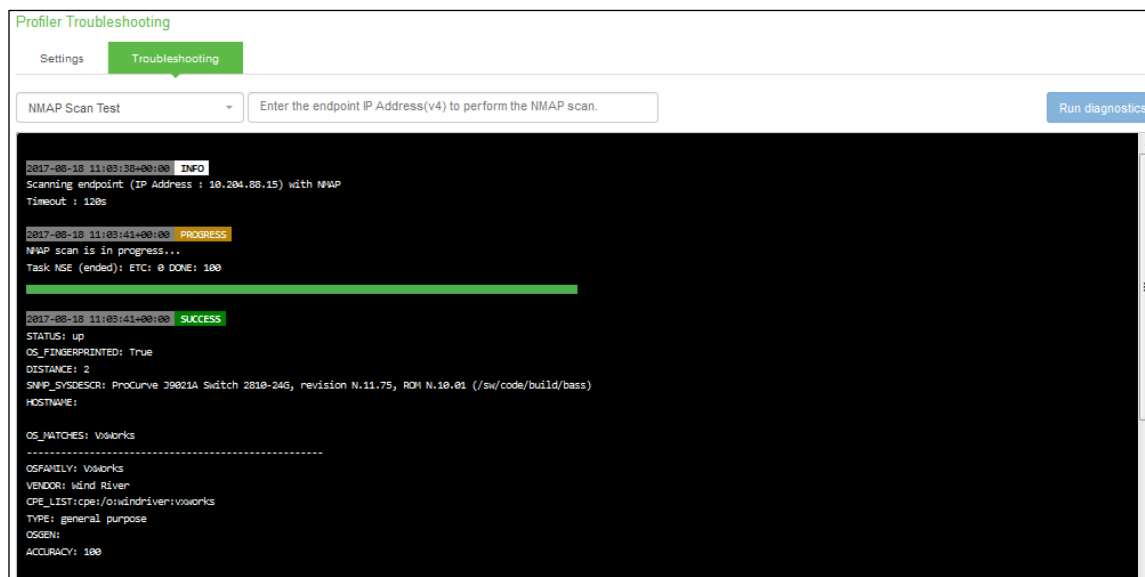 Profiler Troubleshooting
Settings Troubleshooting
NMAP Scan Test Enter the endpoint IP Address(v4) to perform the NMAP scan. Run diagnostics
2017-08-18 11:03:38+00:00 INFO
Scanning endpoint (IP Address : 10.204.88.15) with NMAP
Timeout : 120s
2017-08-18 11:03:41+00:00 PROGRESS
NMAP scan is in progress...
Task NSE (ended): ETC: 0 DONE: 100
2017-08-18 11:03:41+00:00 SUCCESS
STATUS: up
OS_FINGERPRINTED: True
DISTANCE: 2
SNMP_SYSDESCR: ProCurve J9021A Switch 2810-24G, revision N.11.75, ROM N.10.01 (/sw/code/build/bass)
HOSTNAME:
OS_MATCHES: VxWorks
----------------------------------------------------
OSFAMILY: VxWorks
VENDOR: Wind River
CPE_LIST:cpe:/o:windriver:vxworks
TYPE: general purpose
OSGEN:
ACCURACY: 100